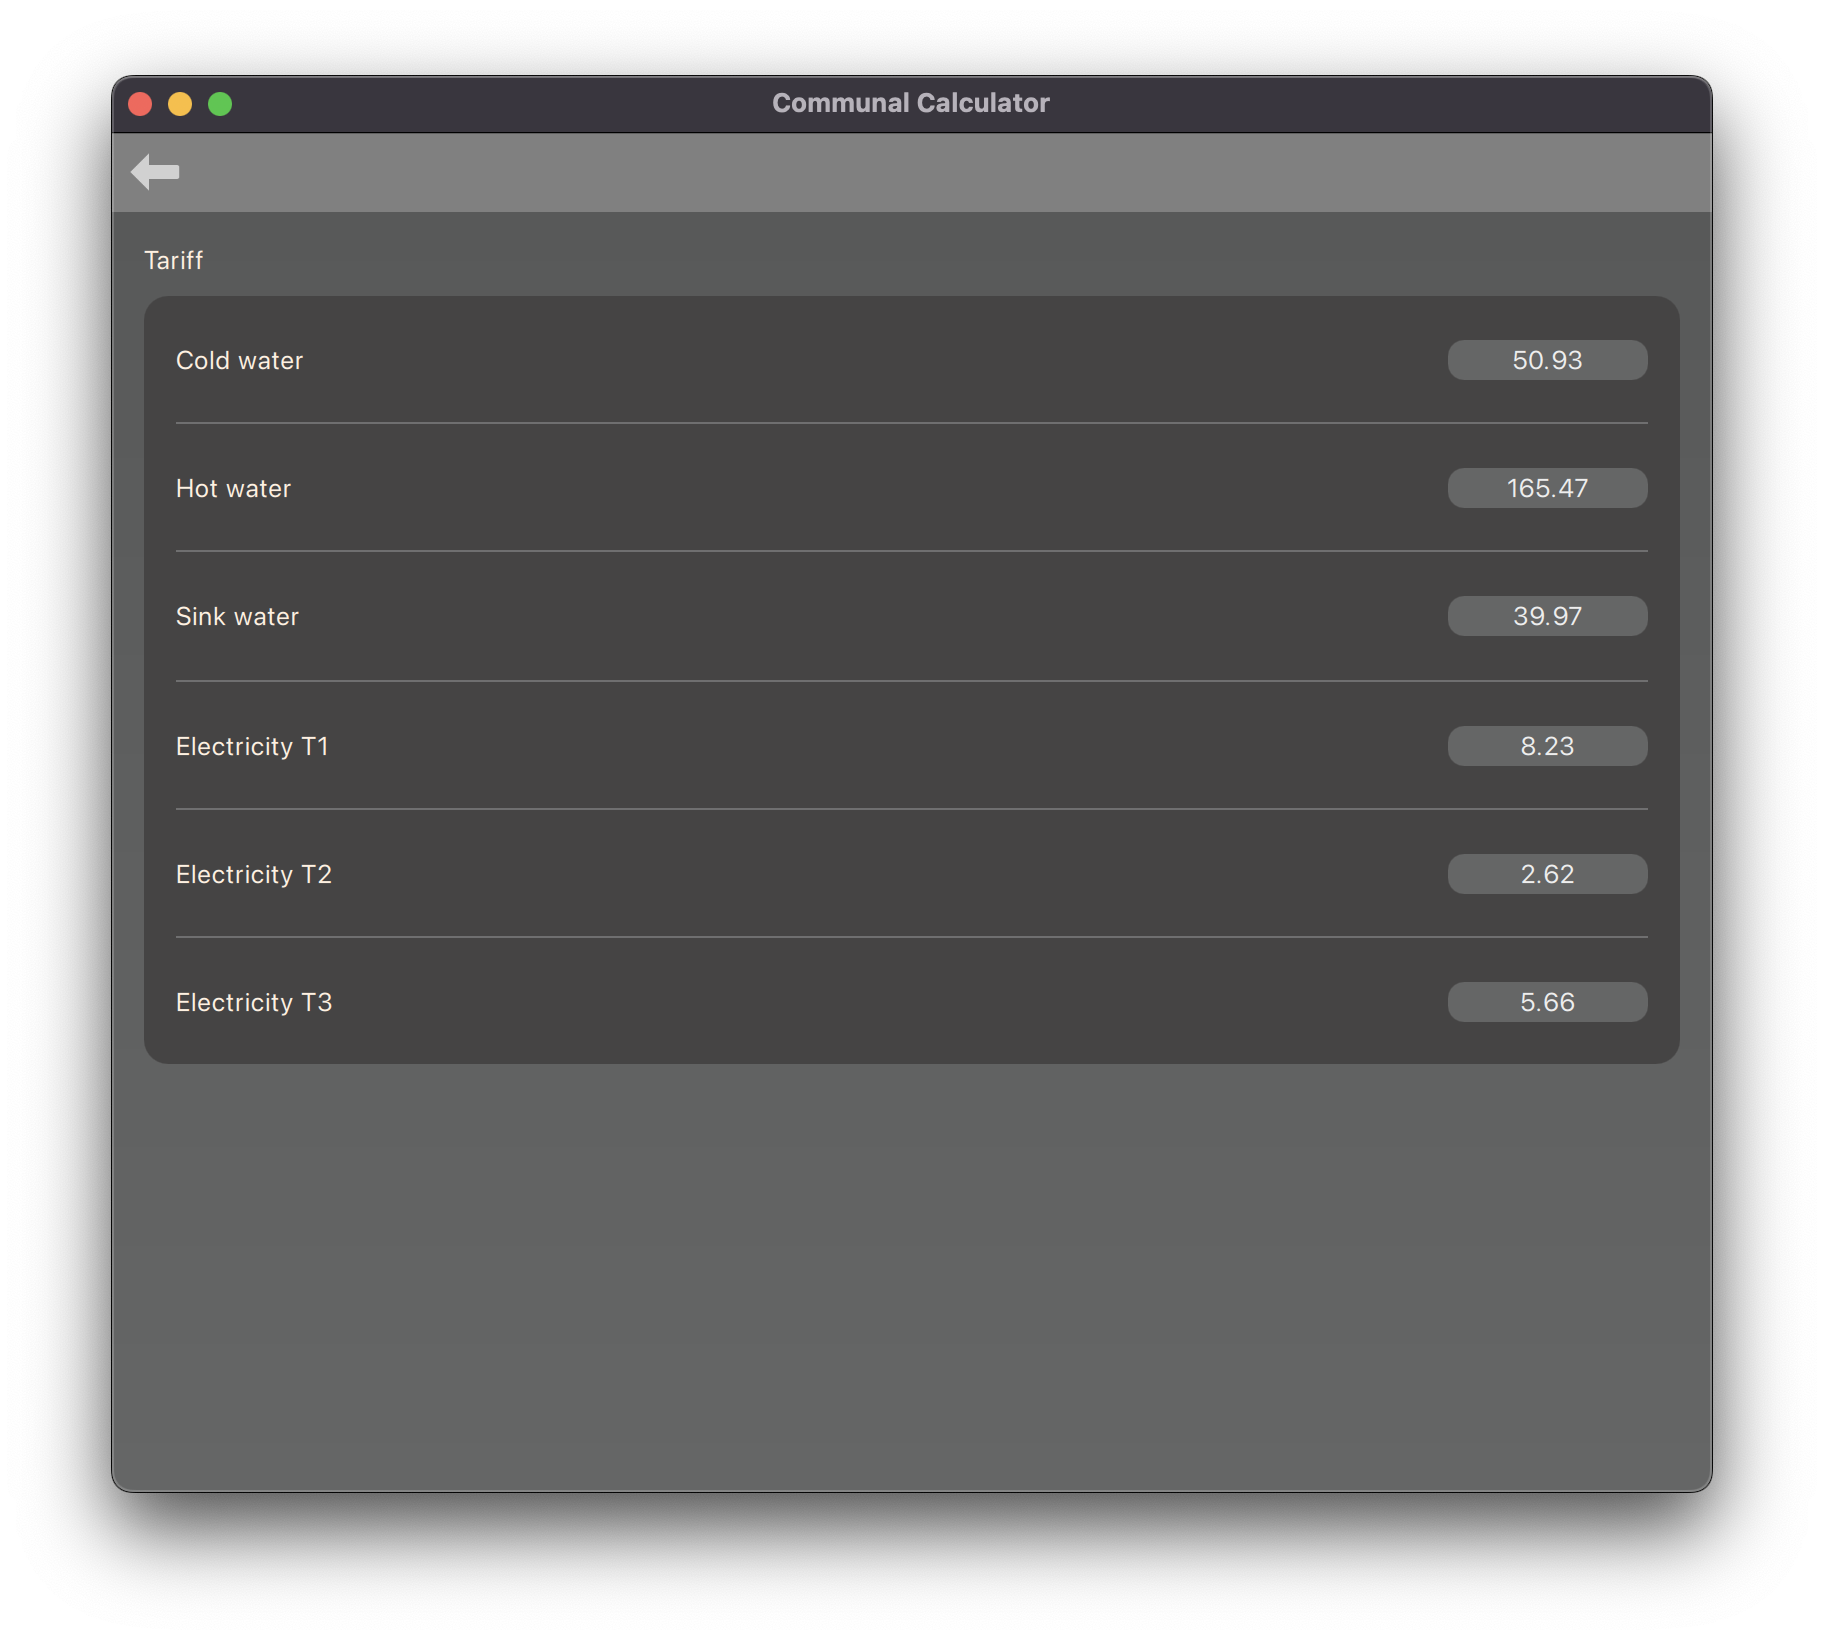 Communal Calculator
Tariff
Cold water 50.93
Hot water 165.47
Sink water 39.97
Electricity T1 8.23
Electricity T2 2.62
Electricity T3 5.66